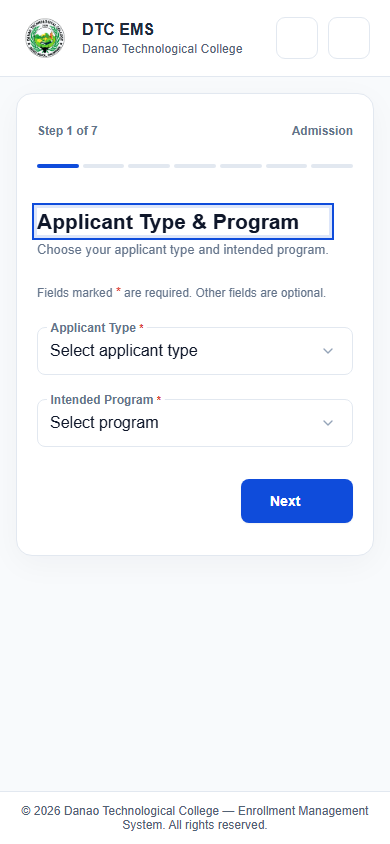 DTC EMS
Danao Technological College
Step 1 of 7
Admission
Applicant Type & Program
Choose your applicant type and intended program.
Fields marked * are required. Other fields are optional.
Applicant Type *
Select applicant type
Intended Program *
Select program
Next
© 2026 Danao Technological College — Enrollment Management
System. All rights reserved.